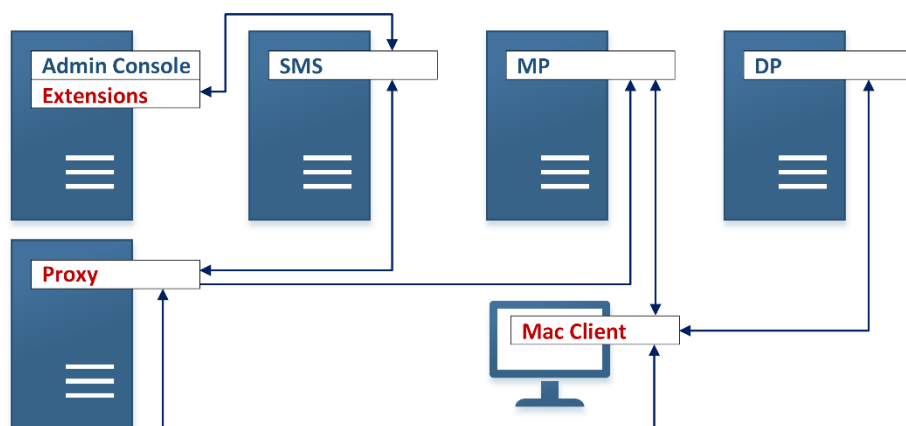 Admin Console
Extensions
SMS
MP
DP
Proxy
Mac Client